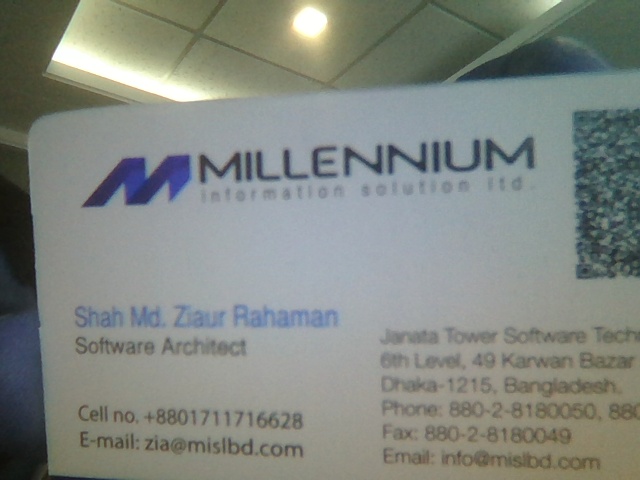 MILLENNIUM
information solution ltd.
Shah Md. Ziaur Rahaman
Software Architect
Cell no. +8801711716628
E-mail: zia@mislbd.com
Janata Tower Software Tech
6th Level, 49 Karwan Bazar
Dhaka-1215, Bangladesh.
Phone: 880-2-8180050, 880
Fax: 880-2-8180049
Email: info@mislbd.com